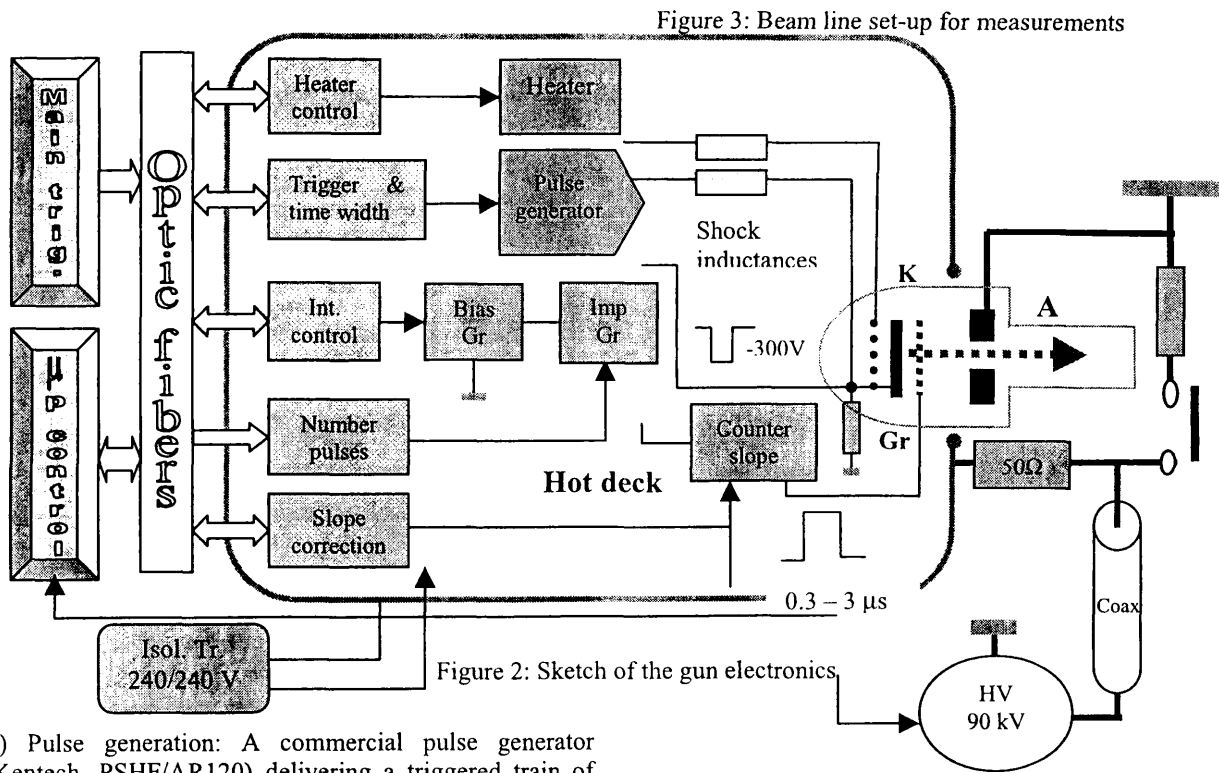 Figure 3: Beam line set-up for measurements
Main trig.
µP control
Optic fibers
Heater
control
Heater
Trigger &
time width
Pulse
generator
Shock
inductances
Int.
control
Bias
Gr
Imp
Gr
-300V
K
A
Gr
Number
pulses
Counter
slope
Hot deck
50Ω
Slope
correction
0.3 – 3 µs
Coax
Isol. Tr.
240/240 V
Figure 2: Sketch of the gun electronics
HV
90 kV
) Pulse generation: A commercial pulse generator
Kentech, PSHF/AR120) delivering a triggered train of